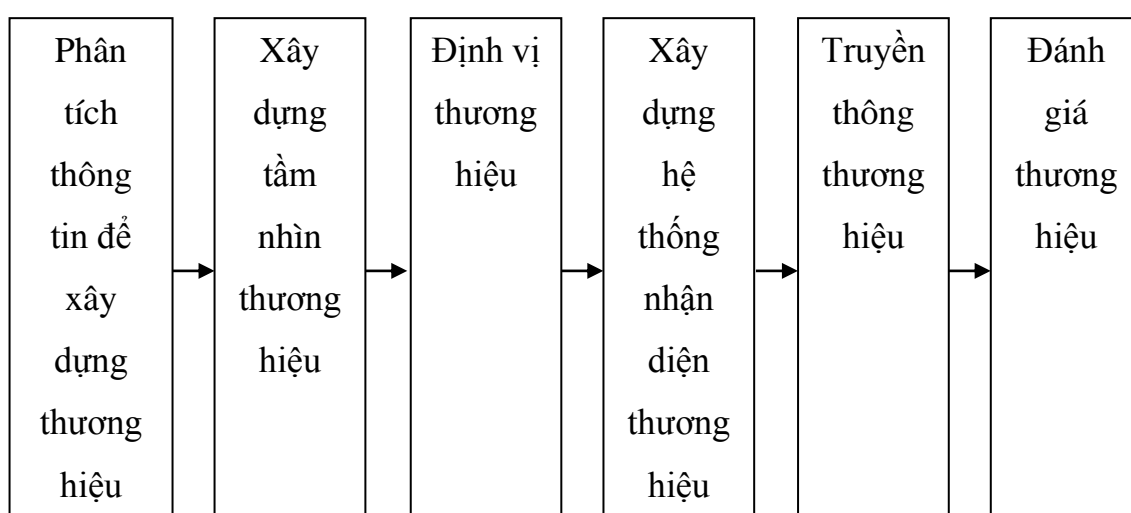 Phân
tích
thông
tin để
xây
dựng
thương
hiệu
Xây
dựng
tầm
nhìn
thương
hiệu
Định vị
thương
hiệu
Xây
dựng
hệ
thống
nhận
diện
thương
hiệu
Truyền
thông
thương
hiệu
Đánh
giá
thương
hiệu